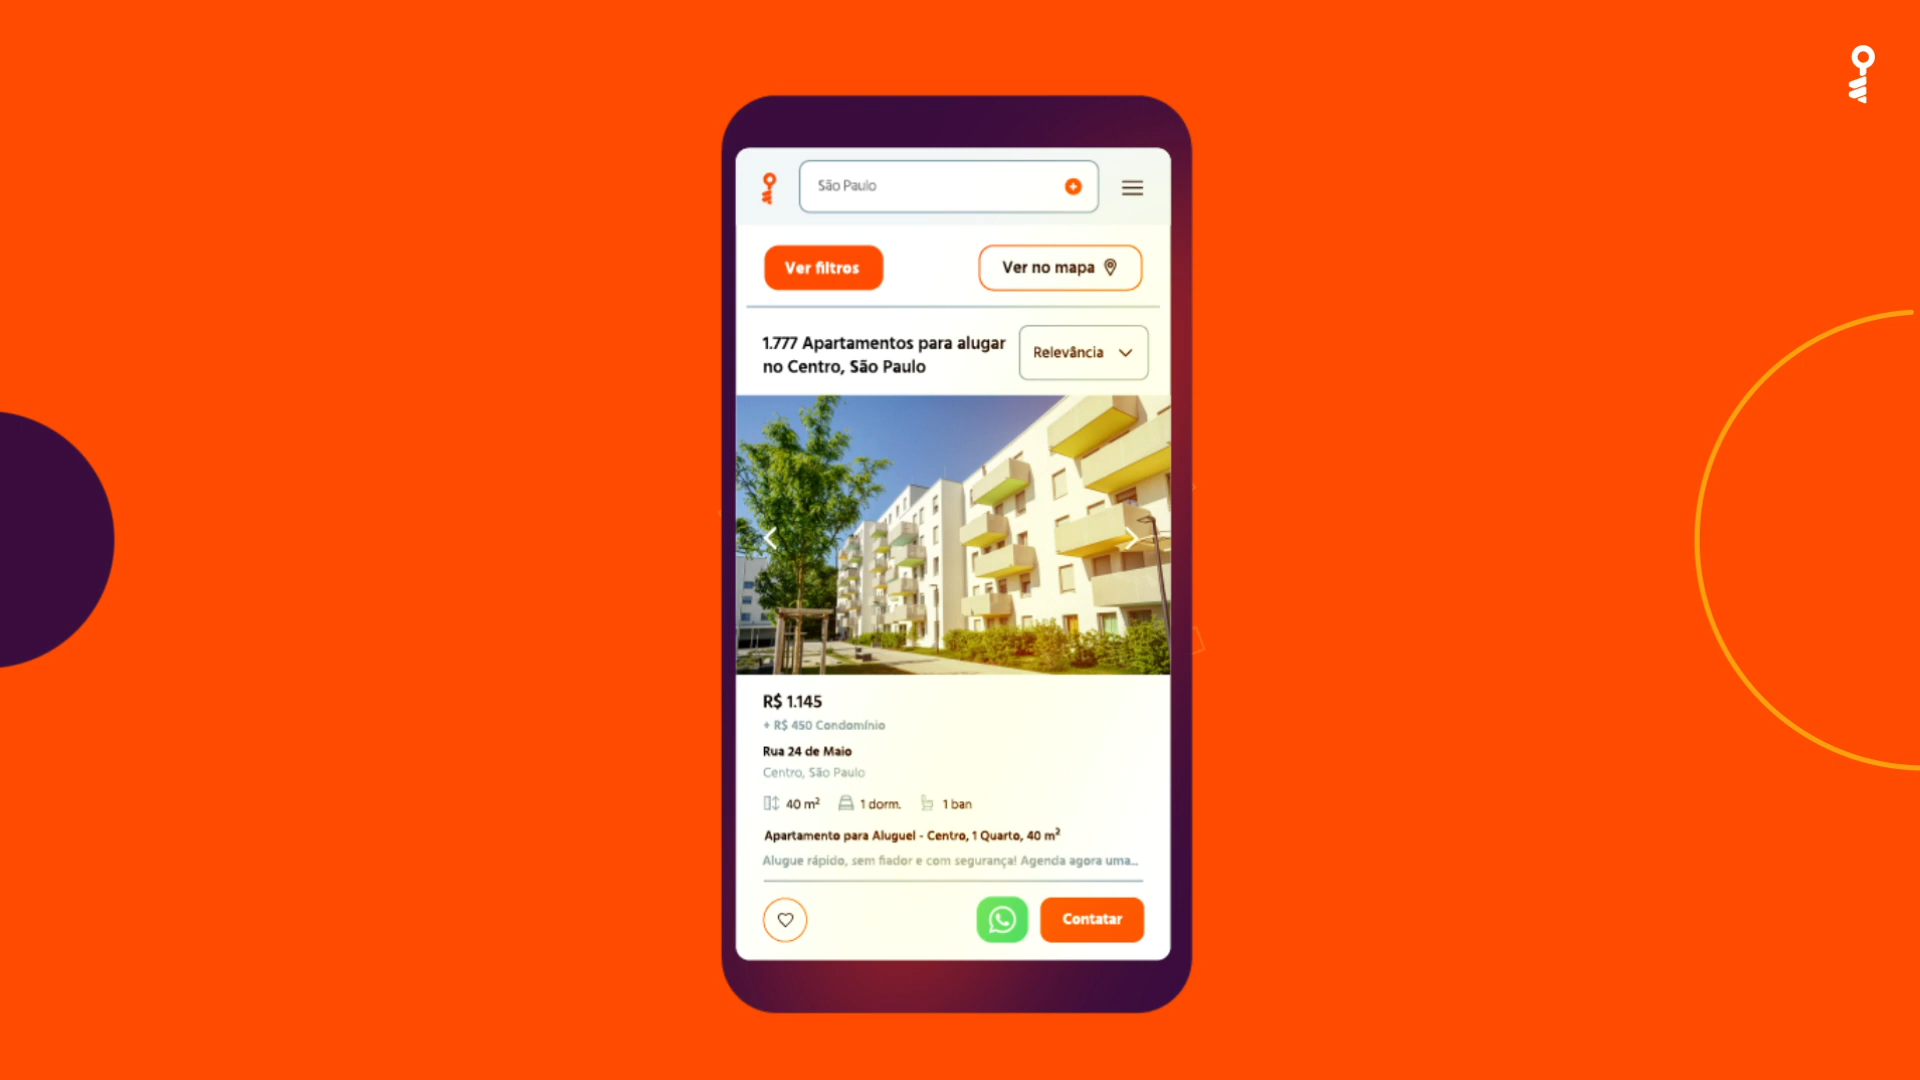 São Paulo
Ver filtros
Ver no mapa
1.777 Apartamentos para alugar
no Centro, São Paulo
Relevância
R$ 1.145
+ R$ 450 Condomínio
Rua 24 de Maio
Centro, São Paulo
40 m² 1 dorm. 1 ban
Apartamento para Aluguel - Centro, 1 Quarto, 40 m²
Alugue rápido, sem fiador e com segurança! Agenda agora uma...
Contatar